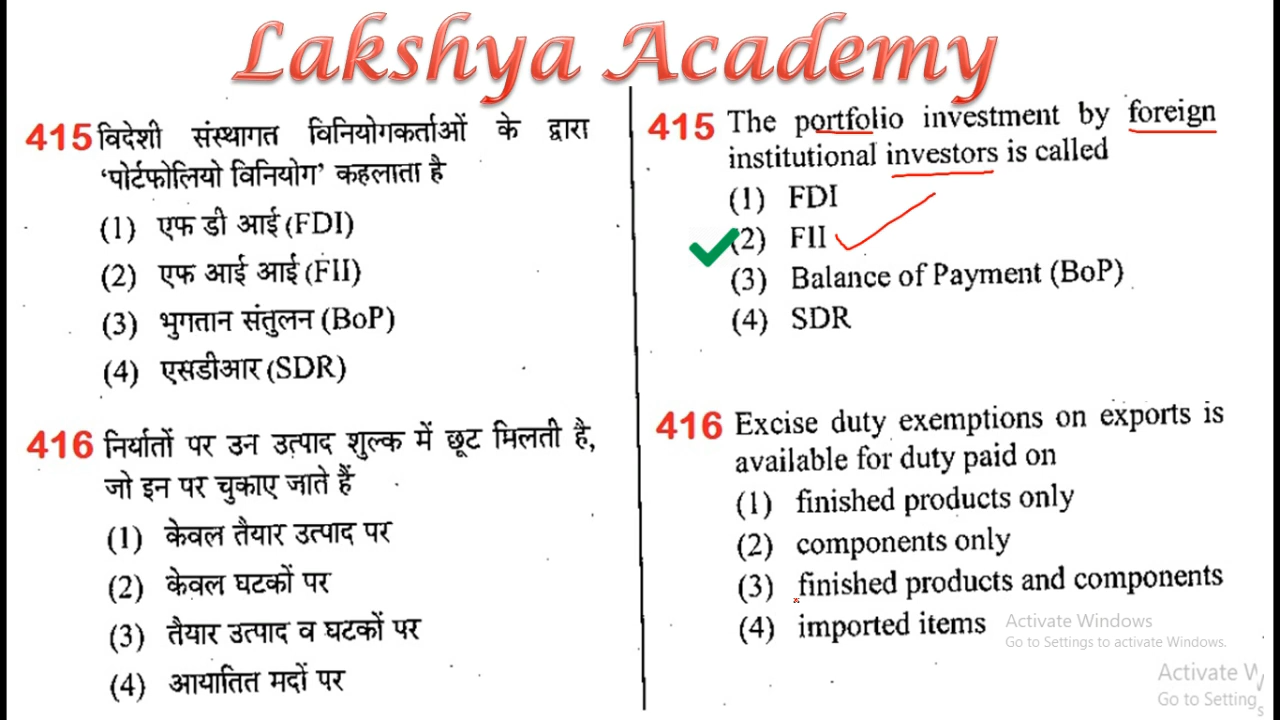 Lakshya Academy
415 विदेशी संस्थागत विनियोगकर्ताओं के द्वारा
‘पोर्टफोलियो विनियोग’ कहलाता है
(1) एफ डी आई (FDI)
(2) एफ आई आई (FII)
(3) भुगतान संतुलन (BoP)
(4) एसडीआर (SDR)
416 निर्यातों पर उन उत्पाद शुल्क में छूट मिलती है,
जो इन पर चुकाए जाते हैं
(1) केवल तैयार उत्पाद पर
(2) केवल घटकों पर
(3) तैयार उत्पाद व घटकों पर
(4) आयातित मदों पर
415 The portfolio investment by foreign
institutional investors is called
(1) FDI
(2) FII
(3) Balance of Payment (BoP)
(4) SDR
416 Excise duty exemptions on exports is
available for duty paid on
(1) finished products only
(2) components only
(3) finished products and components
(4) imported items
Activate Windows
Go to Settings to activate Windows.
Activate W
Go to Setting
s